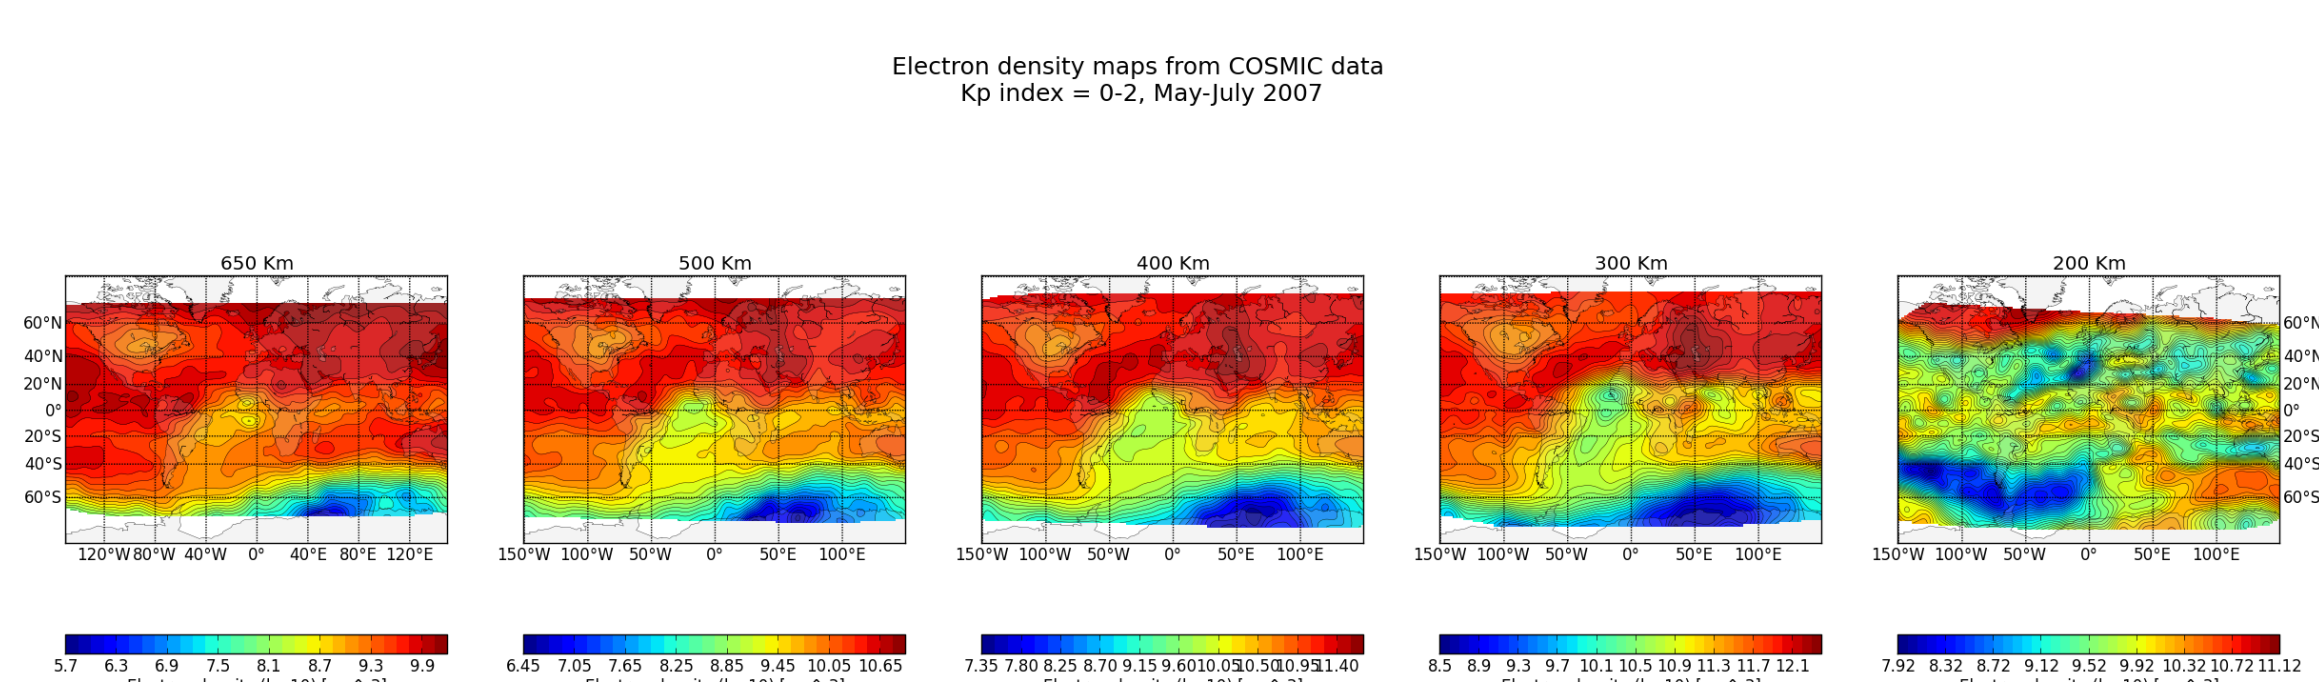 Electron density maps from COSMIC data
Kp index = 0-2, May-July 2007
650 Km
500 Km
400 Km
300 Km
200 Km
60°N
40°N
20°N
0°
20°S
40°S
60°S
60°N
40°N
20°N
0°
20°S
40°S
60°S
120°W 80°W 40°W 0° 40°E 80°E 120°E
150°W 100°W 50°W 0° 50°E 100°E
150°W 100°W 50°W 0° 50°E 100°E
150°W 100°W 50°W 0° 50°E 100°E
150°W 100°W 50°W 0° 50°E 100°E
5.7 6.3 6.9 7.5 8.1 8.7 9.3 9.9
6.45 7.05 7.65 8.25 8.85 9.45 10.05 10.65
7.35 7.80 8.25 8.70 9.15 9.60 10.05 10.50 10.95 11.40
8.5 8.9 9.3 9.7 10.1 10.5 10.9 11.3 11.7 12.1
7.92 8.32 8.72 9.12 9.52 9.92 10.32 10.72 11.12